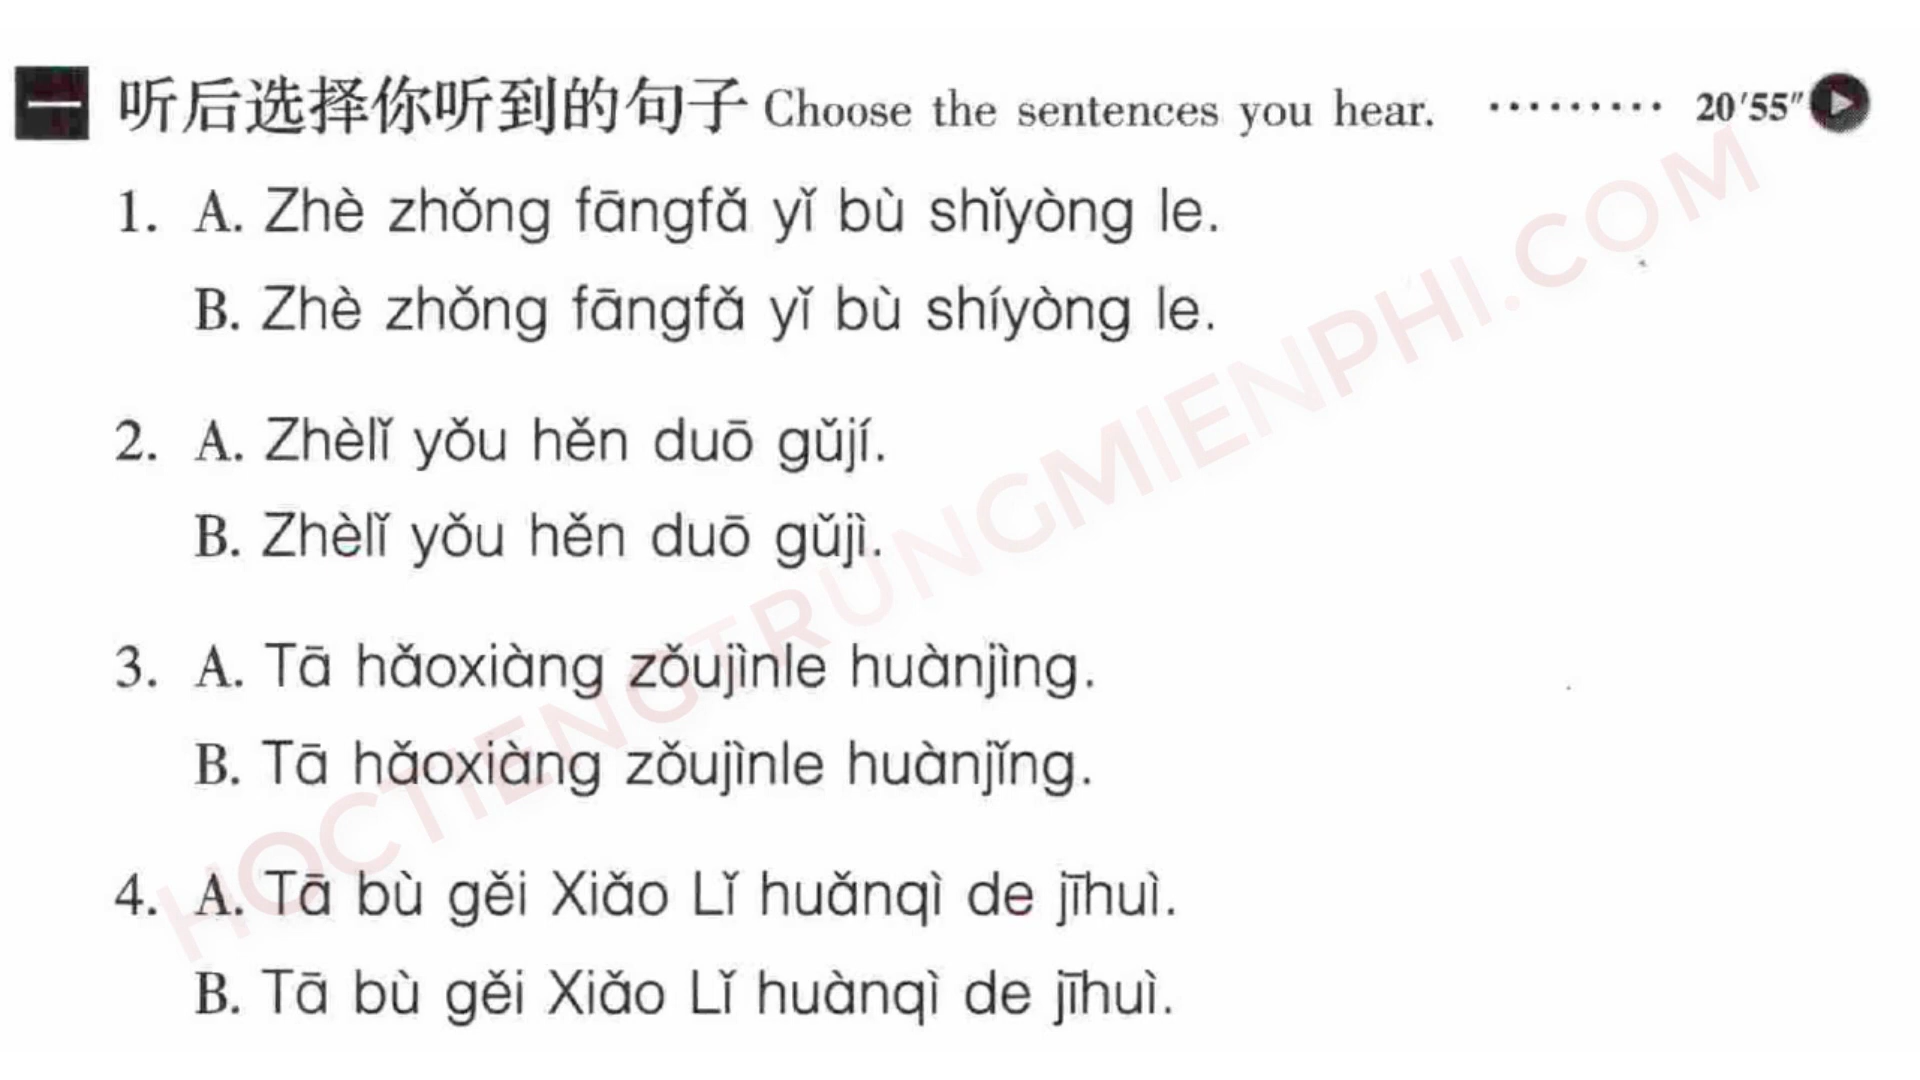 一 听后选择你听到的句子 Choose the sentences you hear. ········· 20′55″
1. A. Zhè zhǒng fāngfǎ yǐ bù shǐyòng le.
B. Zhè zhǒng fāngfǎ yǐ bù shíyòng le.
2. A. Zhèlǐ yǒu hěn duō gǔjí.
B. Zhèlǐ yǒu hěn duō gǔjì.
3. A. Tā hǎoxiàng zǒujìnle huànjìng.
B. Tā hǎoxiàng zǒujìnle huànjǐng.
4. A. Tā bù gěi Xiǎo Lǐ huǎnqì de jīhuì.
B. Tā bù gěi Xiǎo Lǐ huànqì de jīhuì.
HOCTIENGTRUNGMIENPHI.COM